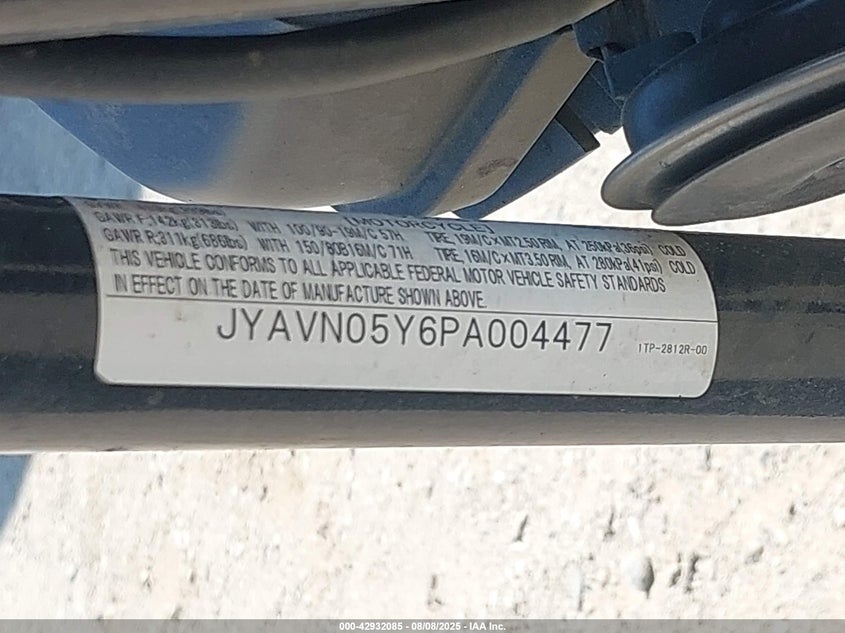 [MOTORCYCLE]
GAWR F:142kg(313lbs) WITH 100/90-19M/C 57H TIRE, 19M/C×MT2.50 RIM, AT 250kPa(36psi) COLD
GAWR R:311kg(686lbs) WITH 150/80B16M/C 71H TIRE, 16M/C×MT3.50 RIM, AT 280kPa(41psi) COLD
THIS VEHICLE CONFORMS TO ALL APPLICABLE FEDERAL MOTOR VEHICLE SAFETY STANDARDS
IN EFFECT ON THE DATE OF MANUFACTURE SHOWN ABOVE.
JYAVN05Y6PA004477
1TP-2812R-00
000-42932085 - 08/08/2025 - IAA Inc.